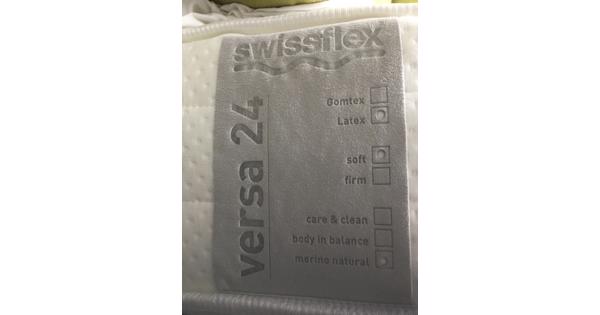 swissflex
versa 24
Gomtex
Latex
soft
firm
care & clean
body in balance
merino natural